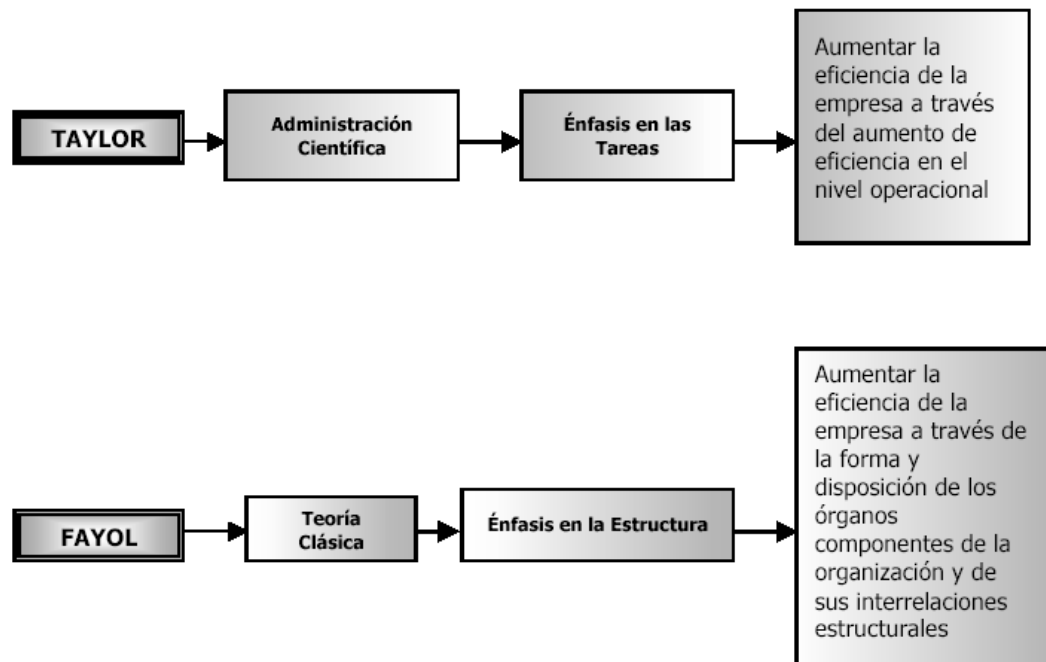 TAYLOR
Administración
Científica
Énfasis en las
Tareas
Aumentar la
eficiencia de la
empresa a través
del aumento de
eficiencia en el
nivel operacional
FAYOL
Teoría
Clásica
Énfasis en la Estructura
Aumentar la
eficiencia de la
empresa a través de
la forma y
disposición de los
órganos
componentes de la
organización y de
sus interrelaciones
estructurales